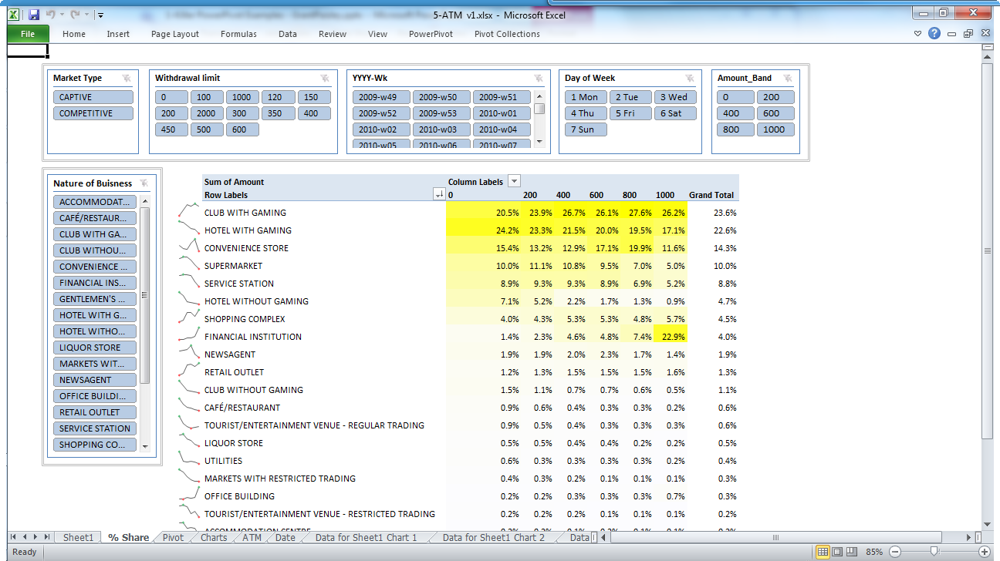 5-ATM v1.xlsx - Microsoft Excel
File Home Insert Page Layout Formulas Data Review View PowerPivot Pivot Collections
Market Type
CAPTIVE
COMPETITIVE
Withdrawal limit
0 100 1000 120 150
200 2000 300 350 400
450 500 600
YYYY-Wk
2009-w49 2009-w50 2009-w51
2009-w52 2009-w53 2010-w01
2010-w02 2010-w03 2010-w04
2010-w05 2010-w06 2010-w07
Day of Week
1 Mon 2 Tue 3 Wed
4 Thu 5 Fri 6 Sat
7 Sun
Amount_Band
0 200
400 600
800 1000
Nature of Buisness
ACCOMMODAT...
CAFÉ/RESTAUR...
CLUB WITH GA...
CLUB WITHOU...
CONVENIENCE ...
FINANCIAL INS...
GENTLEMEN'S ...
HOTEL WITH G...
HOTEL WITHO...
LIQUOR STORE
MARKETS WIT...
NEWSAGENT
OFFICE BUILDI...
RETAIL OUTLET
SERVICE STATION
SHOPPING CO...
Sum of Amount Column Labels
Row Labels 0 200 400 600 800 1000 Grand Total
CLUB WITH GAMING 20.5% 23.9% 26.7% 26.1% 27.6% 26.2% 23.6%
HOTEL WITH GAMING 24.2% 23.3% 21.5% 20.0% 19.5% 17.1% 22.6%
CONVENIENCE STORE 15.4% 13.2% 12.9% 17.1% 19.9% 11.6% 14.3%
SUPERMARKET 10.0% 11.1% 10.8% 9.5% 7.0% 5.0% 10.0%
SERVICE STATION 8.9% 9.3% 9.3% 8.9% 6.9% 5.2% 8.8%
HOTEL WITHOUT GAMING 7.1% 5.2% 2.2% 1.7% 1.3% 0.9% 4.7%
SHOPPING COMPLEX 4.0% 4.3% 5.3% 5.3% 4.8% 5.7% 4.5%
FINANCIAL INSTITUTION 1.4% 2.3% 4.6% 4.8% 7.4% 22.9% 4.0%
NEWSAGENT 1.9% 1.9% 2.0% 2.3% 1.7% 1.4% 1.9%
RETAIL OUTLET 1.2% 1.3% 1.5% 1.5% 1.5% 1.6% 1.3%
CLUB WITHOUT GAMING 1.5% 1.1% 0.7% 0.7% 0.6% 0.5% 1.1%
CAFÉ/RESTAURANT 0.9% 0.6% 0.4% 0.3% 0.3% 0.2% 0.6%
TOURIST/ENTERTAINMENT VENUE - REGULAR TRADING 0.9% 0.5% 0.4% 0.3% 0.3% 0.3% 0.6%
LIQUOR STORE 0.5% 0.5% 0.4% 0.4% 0.2% 0.2% 0.5%
UTILITIES 0.6% 0.3% 0.3% 0.3% 0.3% 0.2% 0.4%
MARKETS WITH RESTRICTED TRADING 0.4% 0.3% 0.2% 0.1% 0.1% 0.1% 0.3%
OFFICE BUILDING 0.2% 0.2% 0.3% 0.3% 0.3% 0.7% 0.3%
TOURIST/ENTERTAINMENT VENUE - RESTRICTED TRADING 0.2% 0.2% 0.2% 0.1% 0.1% 0.1% 0.2%
ACCOMMODATION CENTRE
Sheet1 % Share Pivot Charts ATM Date Data for Sheet1 Chart 1 Data for Sheet1 Chart 2 Data
Ready 85%